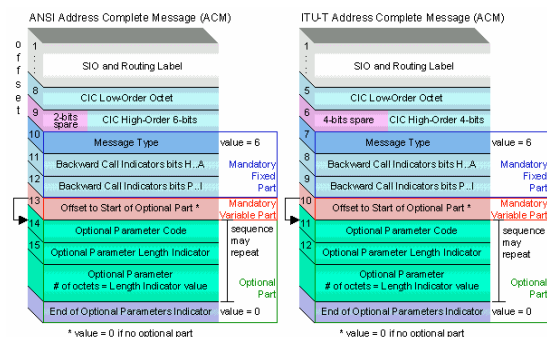 ANSI Address Complete Message (ACM)
offset
1
:
SIO and Routing Label
8
CIC Low-Order Octet
9
2-bits spare
CIC High-Order 6-bits
10
Message Type
value = 6
11
Backward Call Indicators bits H..A
12
Backward Call Indicators bits P..I
Mandatory
Fixed
Part
13
Offset to Start of Optional Part *
Mandatory
Variable Part
14
Optional Parameter Code
15
Optional Parameter Length Indicator
Optional Parameter
# of octets = Length Indicator value
sequence
may
repeat
Optional
Part
End of Optional Parameters Indicator
value = 0
* value = 0 if no optional part
ITU-T Address Complete Message (ACM)
1
:
SIO and Routing Label
5
CIC Low-Order Octet
6
4-bits spare
CIC High-Order 4-bits
7
Message Type
value = 6
8
Backward Call Indicators bits H..A
9
Backward Call Indicators bits P..I
Mandatory
Fixed
Part
10
Offset to Start of Optional Part *
Mandatory
Variable Part
11
Optional Parameter Code
12
Optional Parameter Length Indicator
Optional Parameter
# of octets = Length Indicator value
sequence
may
repeat
Optional
Part
End of Optional Parameters Indicator
value = 0
* value = 0 if no optional part